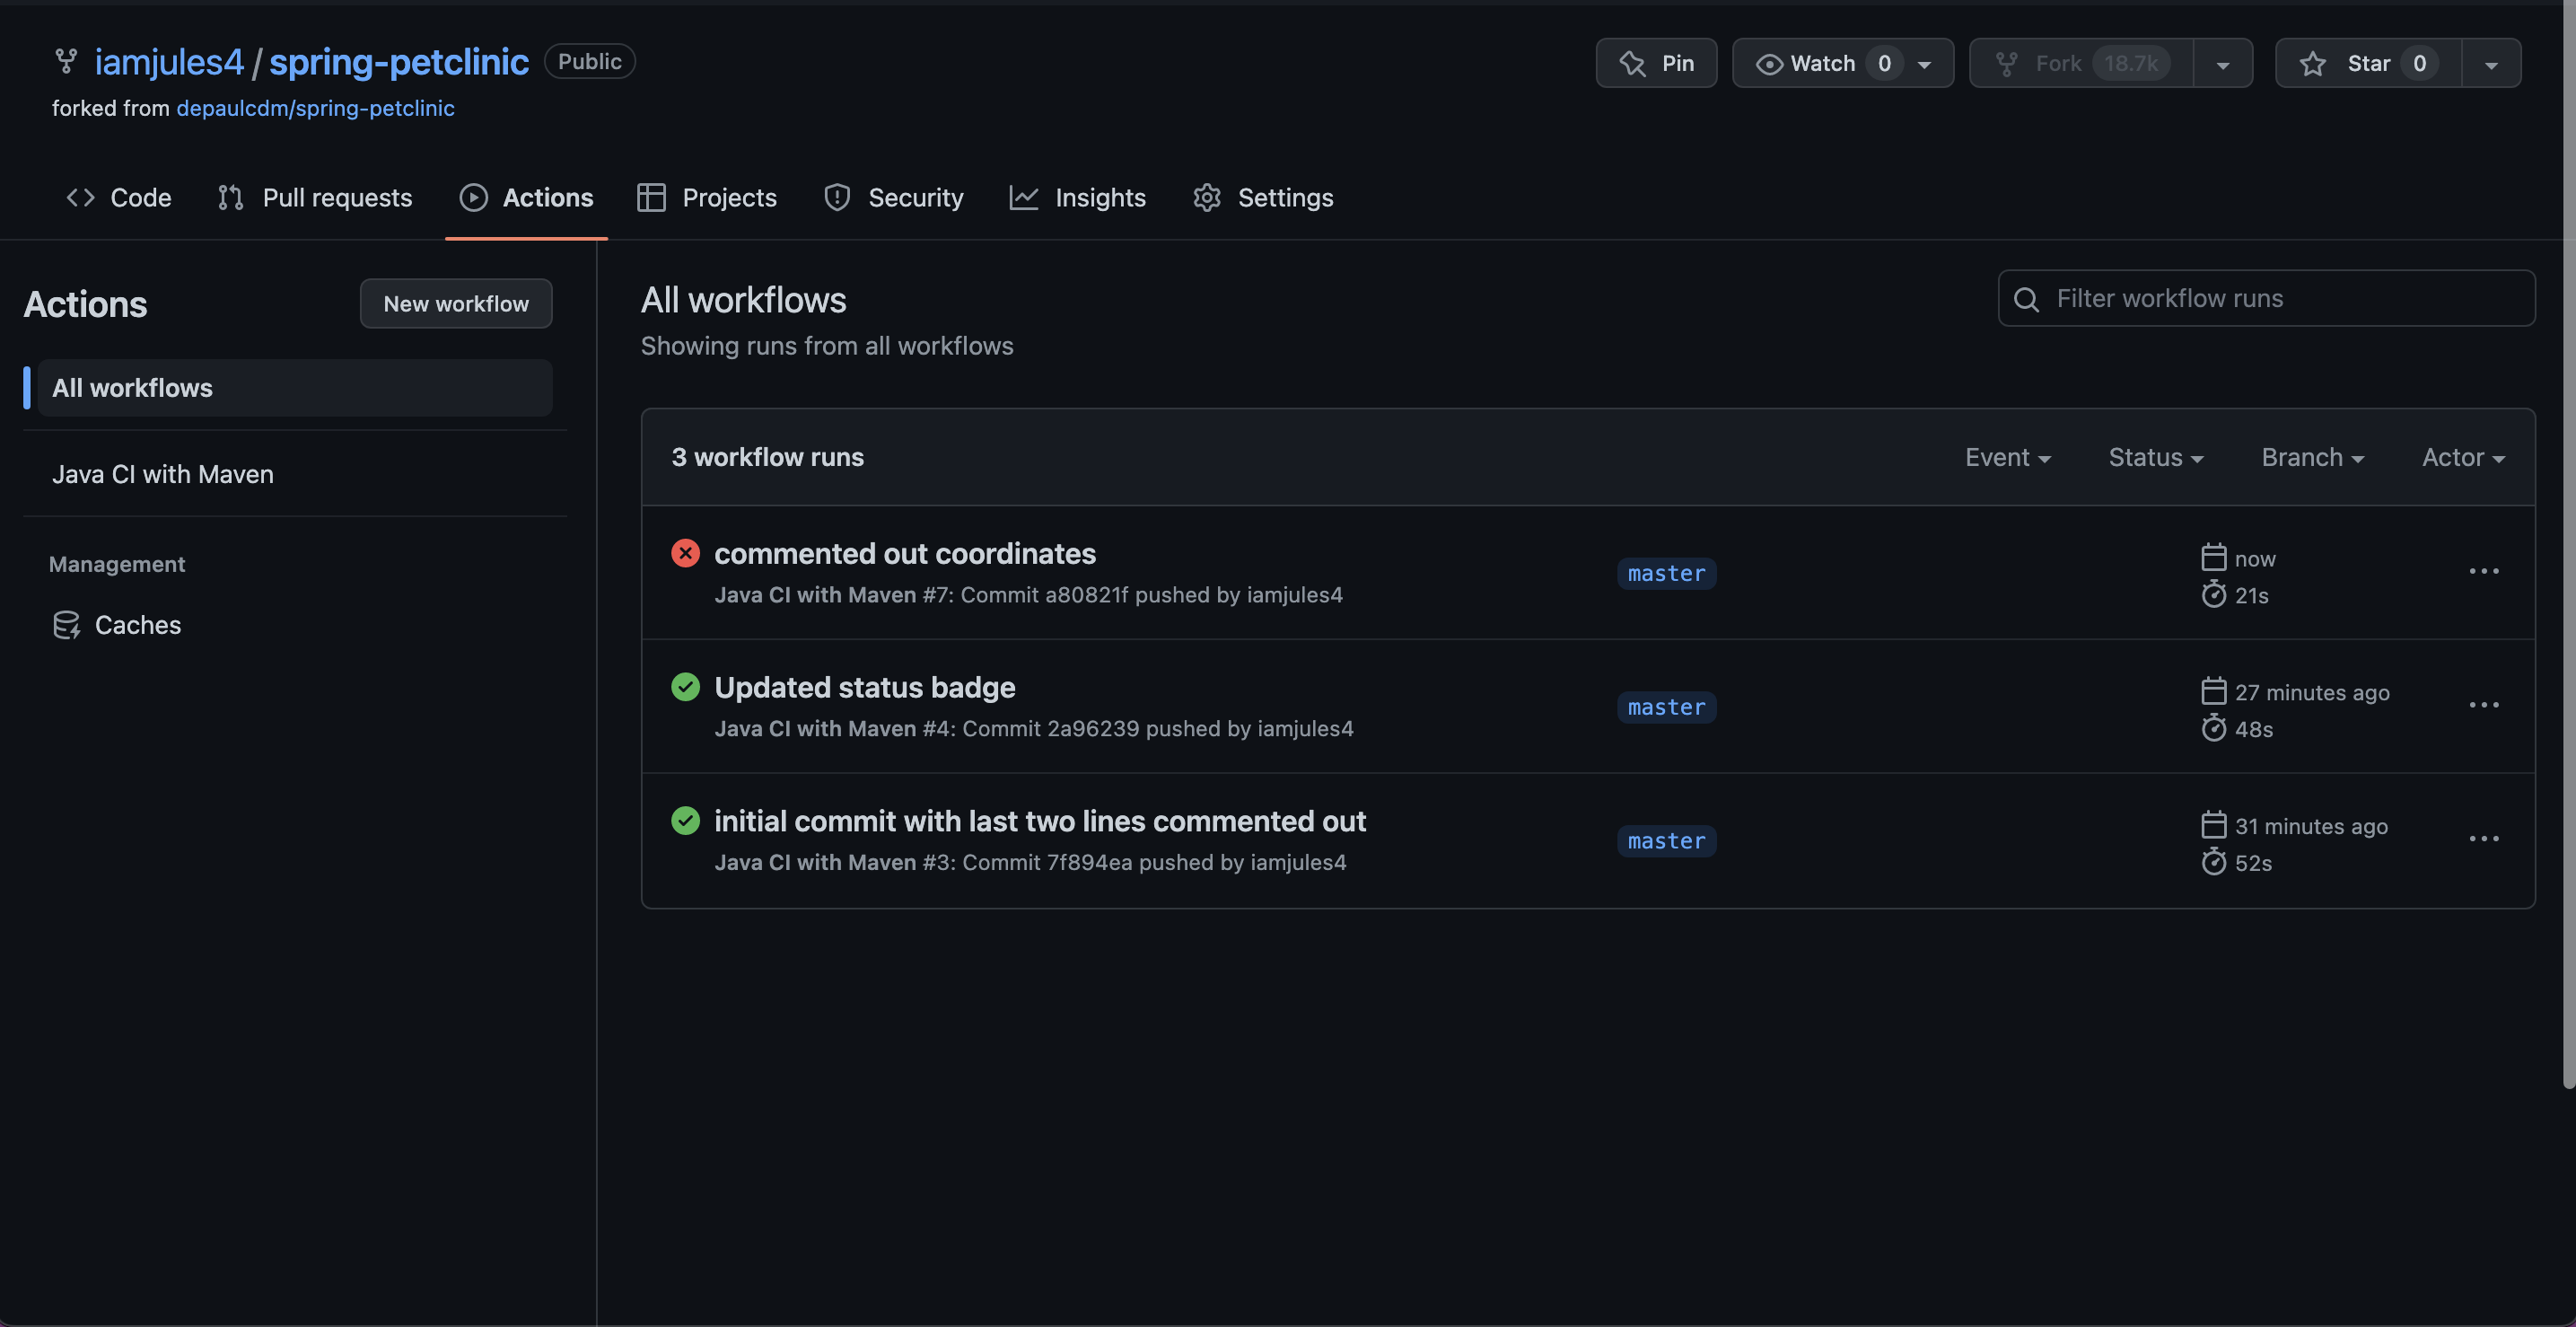 iamjules4 / spring-petclinic Public
Pin
Watch 0
Fork 18.7k
Star 0
forked from depaulcdm/spring-petclinic
Code
Pull requests
Actions
Projects
Security
Insights
Settings
Actions
New workflow
All workflows
Java CI with Maven
Management
Caches
All workflows
Showing runs from all workflows
Filter workflow runs
3 workflow runs
Event
Status
Branch
Actor
commented out coordinates
Java CI with Maven #7: Commit a80821f pushed by iamjules4
master
now
21s
Updated status badge
Java CI with Maven #4: Commit 2a96239 pushed by iamjules4
master
27 minutes ago
48s
initial commit with last two lines commented out
Java CI with Maven #3: Commit 7f894ea pushed by iamjules4
master
31 minutes ago
52s